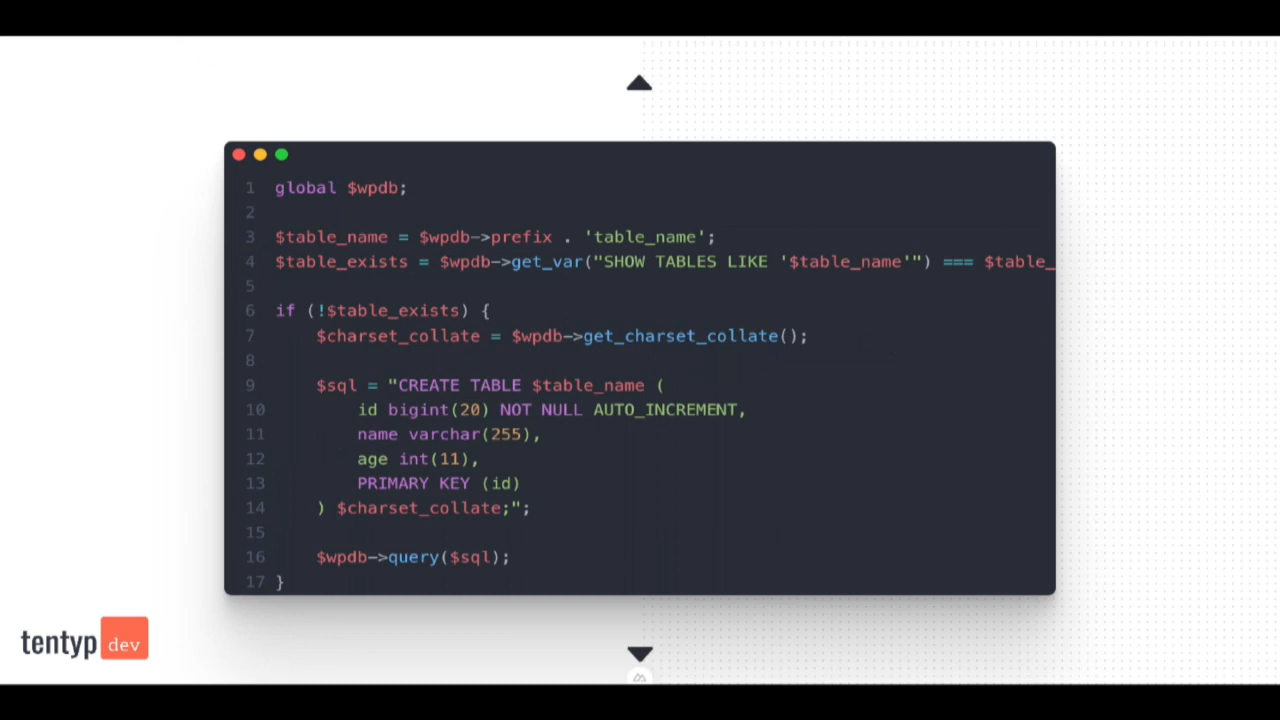 1 global $wpdb;
2
3 $table_name = $wpdb->prefix . 'table_name';
4 $table_exists = $wpdb->get_var("SHOW TABLES LIKE '$table_name'") === $table_
5
6 if (!$table_exists) {
7     $charset_collate = $wpdb->get_charset_collate();
8
9     $sql = "CREATE TABLE $table_name (
10         id bigint(20) NOT NULL AUTO_INCREMENT,
11         name varchar(255),
12         age int(11),
13         PRIMARY KEY (id)
14     ) $charset_collate;";
15
16     $wpdb->query($sql);
17 }
tentyp dev